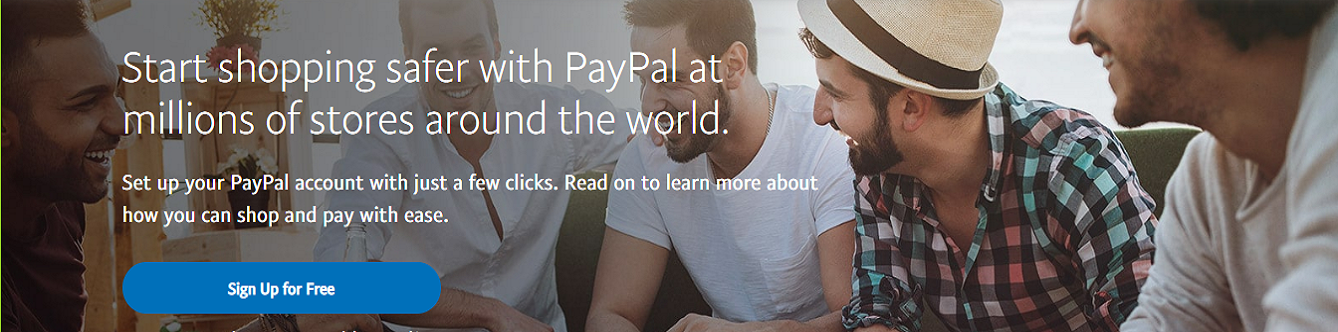 Start shopping safer with PayPal at
millions of stores around the world.
Set up your PayPal account with just a few clicks. Read on to learn more about
how you can shop and pay with ease.
Sign Up for Free